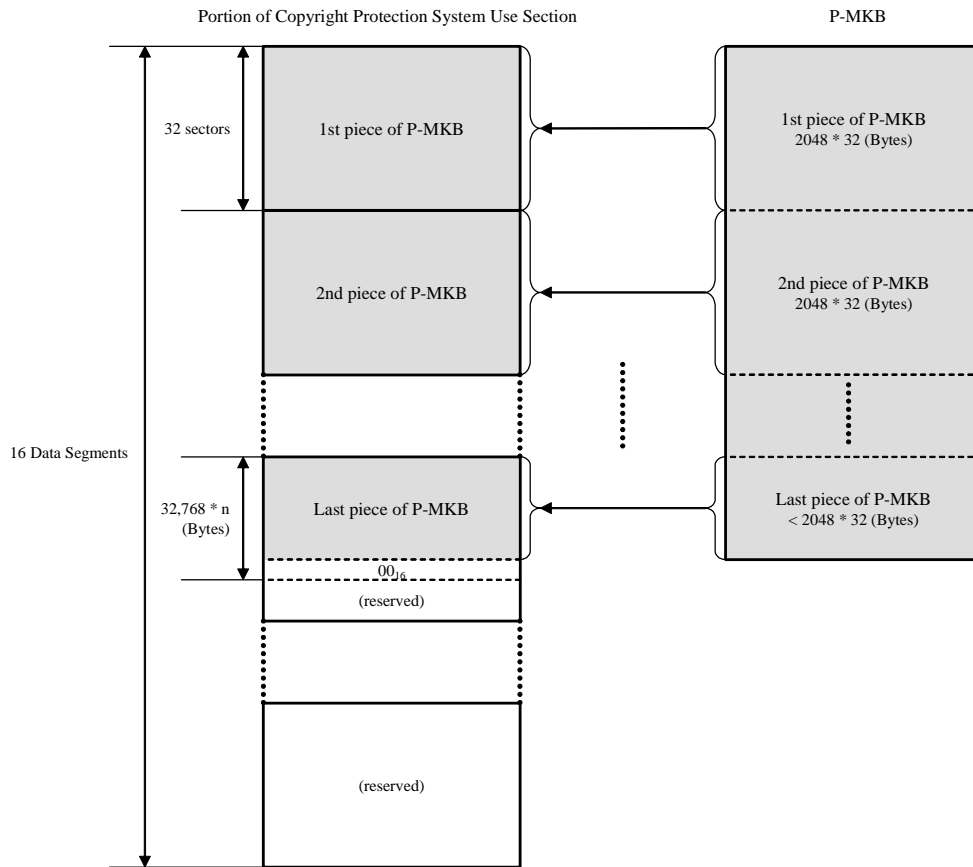 Portion of Copyright Protection System Use Section
P-MKB
32 sectors
1st piece of P-MKB
1st piece of P-MKB
2048 * 32 (Bytes)
2nd piece of P-MKB
2nd piece of P-MKB
2048 * 32 (Bytes)
16 Data Segments
32,768 * n
(Bytes)
Last piece of P-MKB
Last piece of P-MKB
< 2048 * 32 (Bytes)
00₁₆
(reserved)
(reserved)